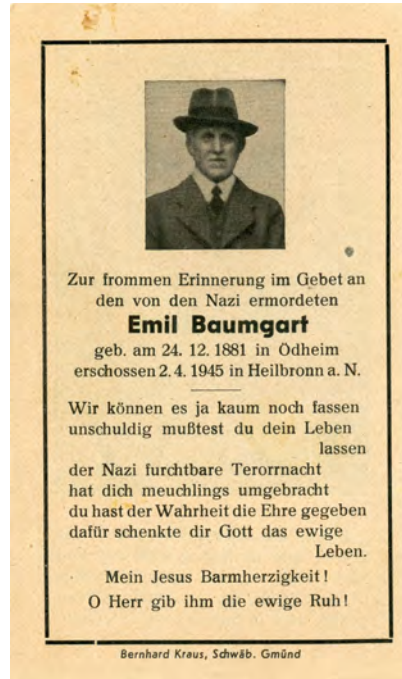 Zur frommen Erinnerung im Gebet an
den von den Nazi ermordeten
Emil Baumgart
geb. am 24. 12. 1881 in Ödheim
erschossen 2. 4. 1945 in Heilbronn a. N.
Wir können es ja kaum noch fassen
unschuldig mußtest du dein Leben
lassen
der Nazi furchtbare Terorrnacht
hat dich meuchlings umgebracht
du hast der Wahrheit die Ehre gegeben
dafür schenkte dir Gott das ewige
Leben.
Mein Jesus Barmherzigkeit!
O Herr gib ihm die ewige Ruh!
Bernhard Kraus, Schwäb. Gmünd